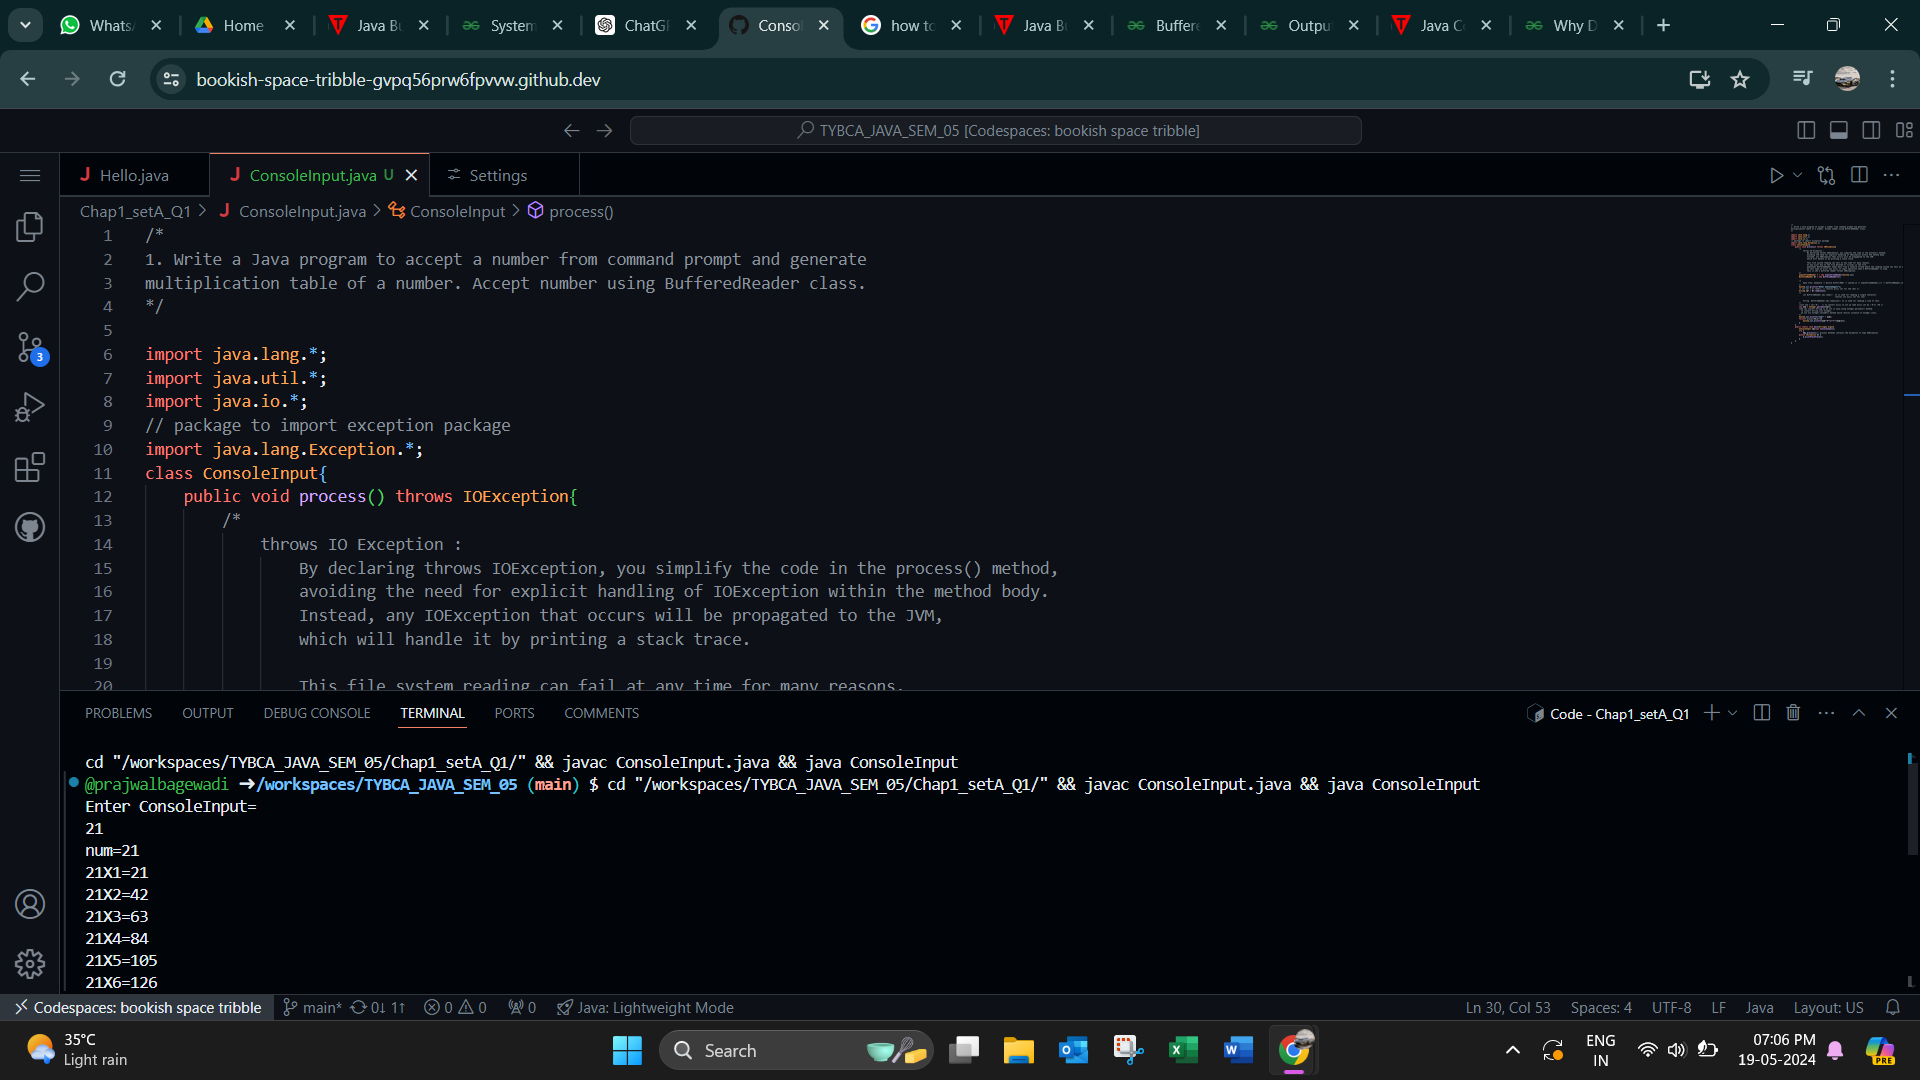 WhatsA
Home
Java Bu
System
ChatGP
Consol
how to
Java Bu
Buffere
Outpu
Java Co
Why D
bookish-space-tribble-gvpq56prw6fpvvw.github.dev
TYBCA_JAVA_SEM_05 [Codespaces: bookish space tribble]
Hello.java
ConsoleInput.java U
Settings
Chap1_setA_Q1 > ConsoleInput.java > ConsoleInput > process()
1 /*
2 1. Write a Java program to accept a number from command prompt and generate
3 multiplication table of a number. Accept number using BufferedReader class.
4 */
5
6 import java.lang.*;
7 import java.util.*;
8 import java.io.*;
9 // package to import exception package
10 import java.lang.Exception.*;
11 class ConsoleInput{
12 public void process() throws IOException{
13 /*
14 throws IO Exception :
15 By declaring throws IOException, you simplify the code in the process() method,
16 avoiding the need for explicit handling of IOException within the method body.
17 Instead, any IOException that occurs will be propagated to the JVM,
18 which will handle it by printing a stack trace.
19
20 This file system reading can fail at any time for many reasons.
3
PROBLEMS OUTPUT DEBUG CONSOLE TERMINAL PORTS COMMENTS
Code - Chap1_setA_Q1
cd "/workspaces/TYBCA_JAVA_SEM_05/Chap1_setA_Q1/" && javac ConsoleInput.java && java ConsoleInput
@prajwalbagewadi ➜/workspaces/TYBCA_JAVA_SEM_05 (main) $ cd "/workspaces/TYBCA_JAVA_SEM_05/Chap1_setA_Q1/" && javac ConsoleInput.java && java ConsoleInput
Enter ConsoleInput=
21
num=21
21X1=21
21X2=42
21X3=63
21X4=84
21X5=105
21X6=126
Codespaces: bookish space tribble main* 0↓ 1↑ 0 0 0 Java: Lightweight Mode
Ln 30, Col 53 Spaces: 4 UTF-8 LF Java Layout: US
35°C
Light rain
Search
ENG
IN
07:06 PM
19-05-2024
PRE